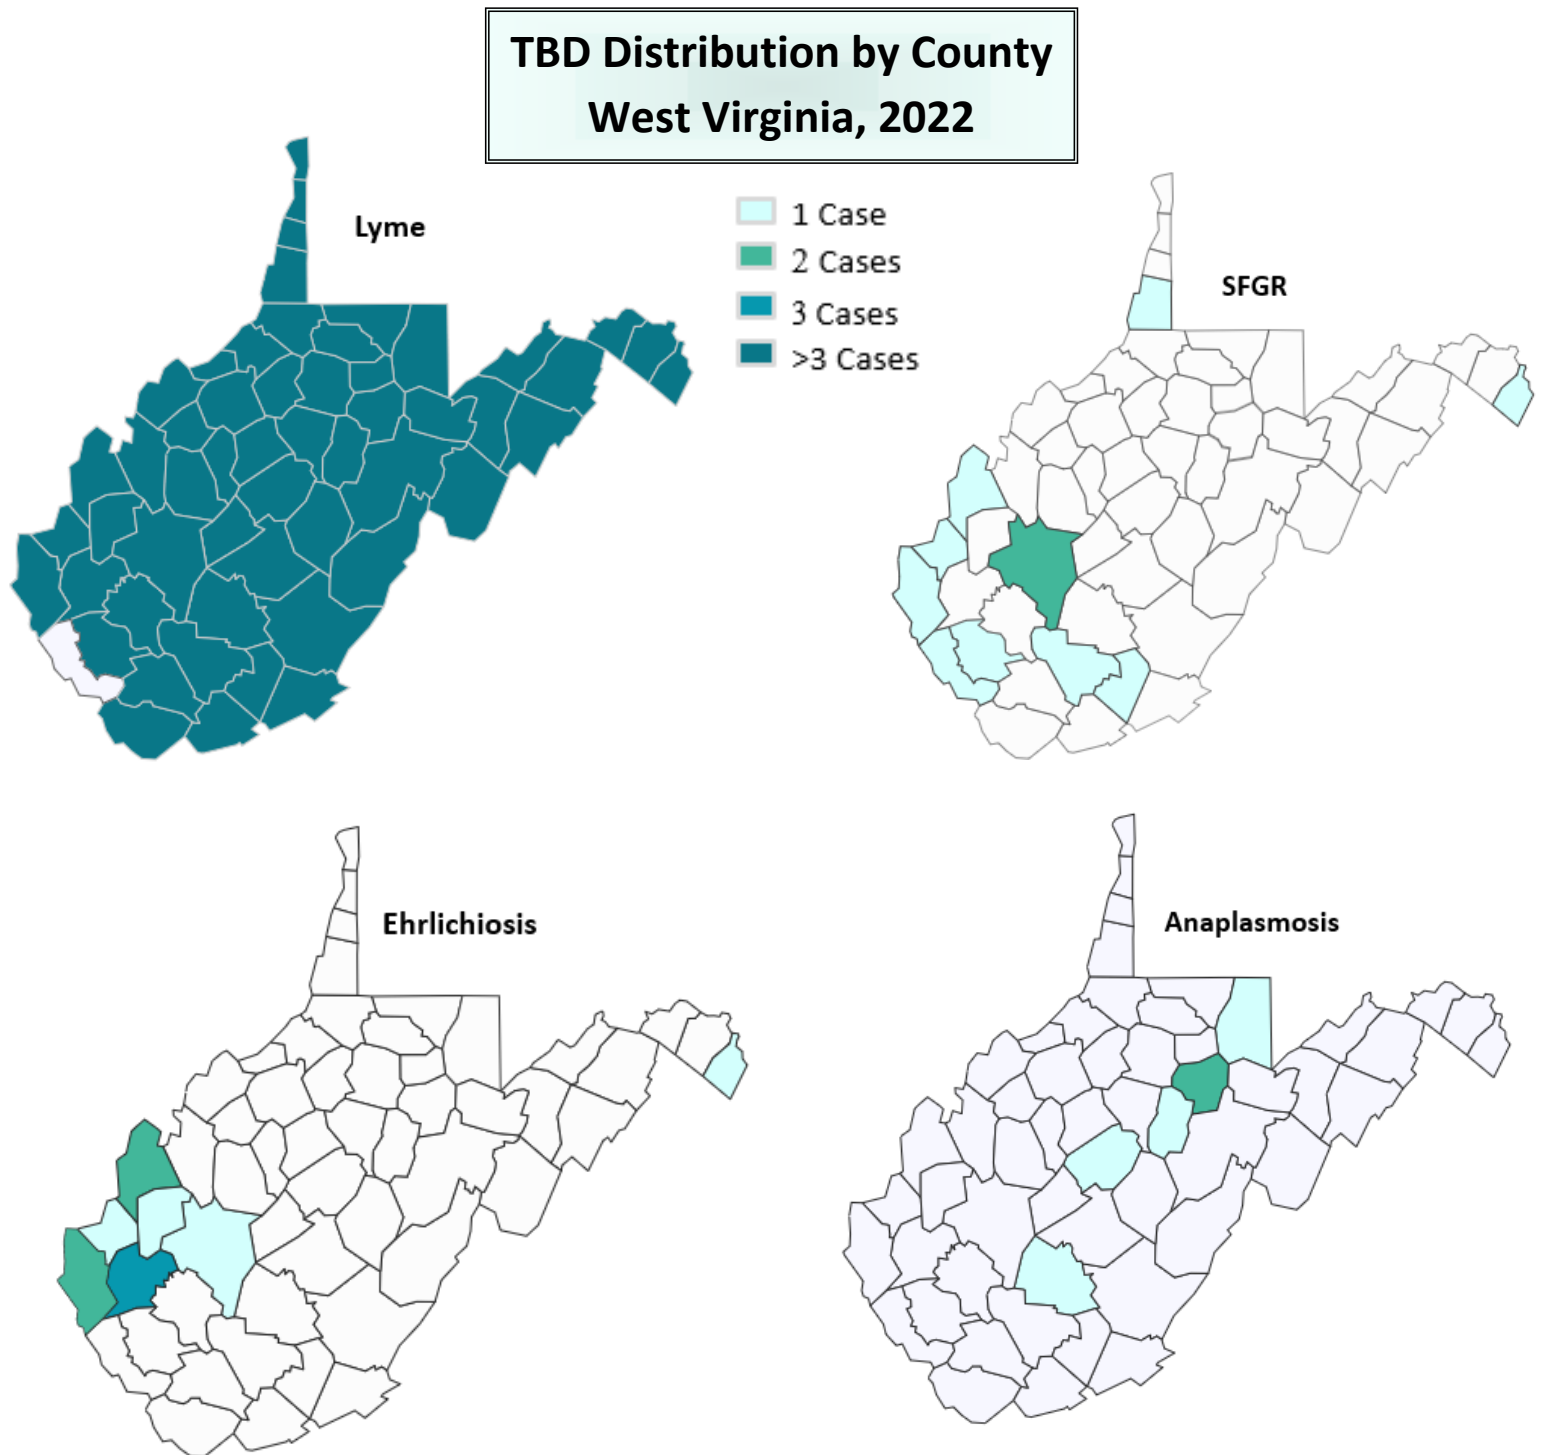 TBD Distribution by County
West Virginia, 2022
Lyme
1 Case
2 Cases
3 Cases
>3 Cases
SFGR
Ehrlichiosis
Anaplasmosis